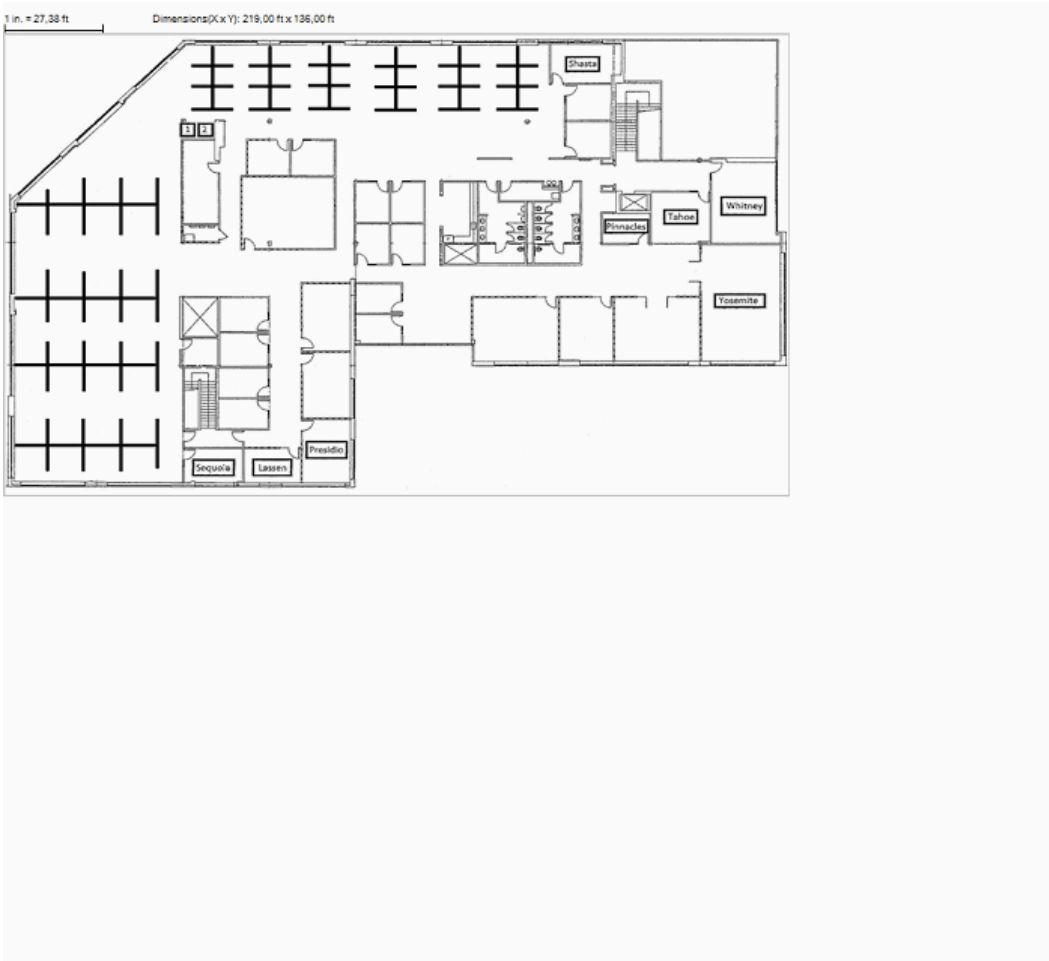 1 in. = 27,38 ft
Dimensions(X x Y): 219,00 ft x 136,00 ft
Shasta
1 2
Whitney
Tahoe
Pinnacles
Yosemite
Presidio
Sequoia
Lassen